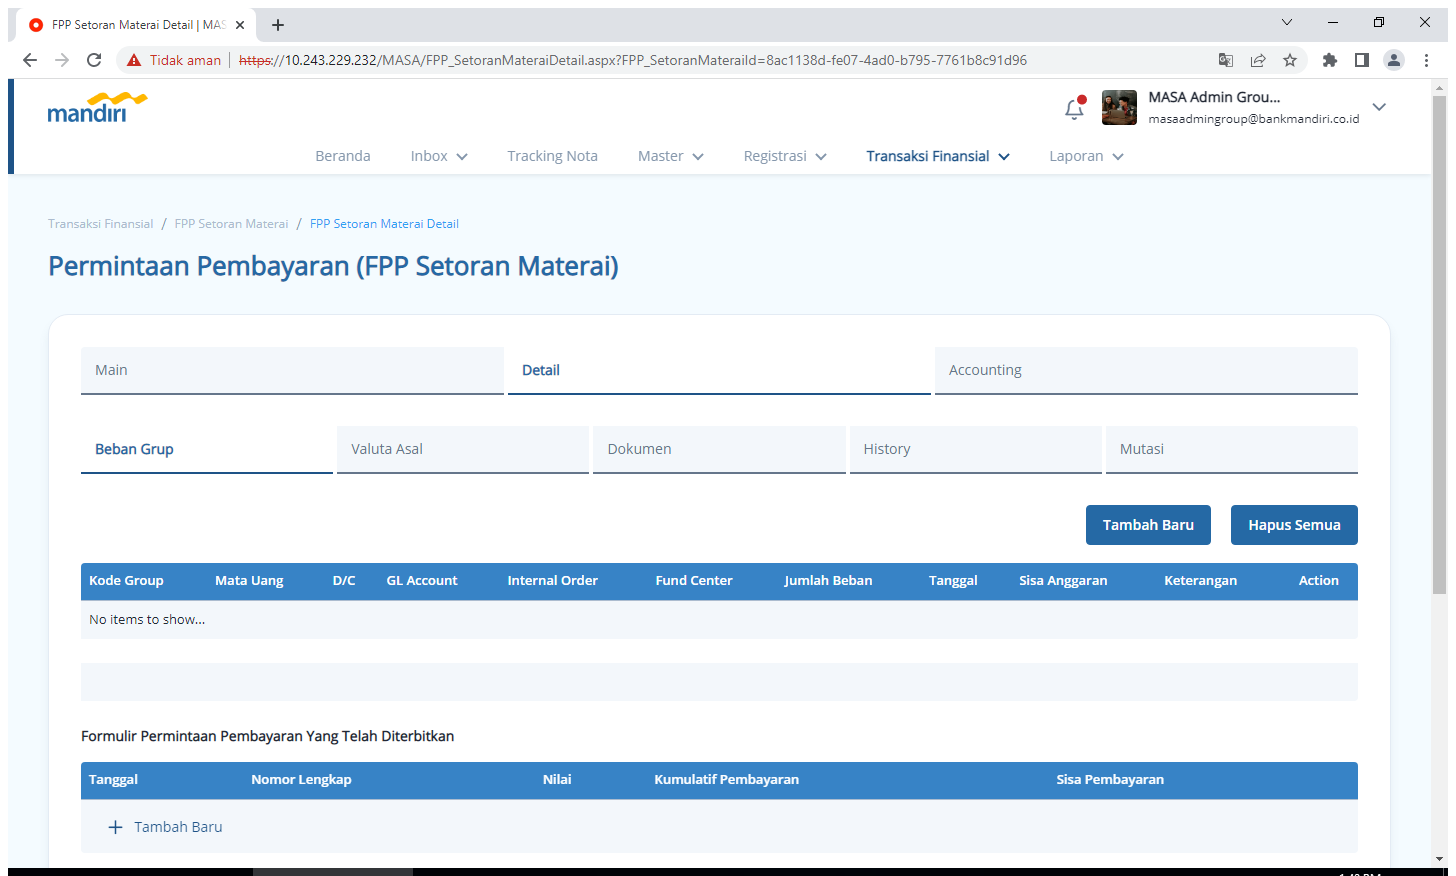 FPP Setoran Materai Detail | MAS
Tidak aman | https://10.243.229.232/MASA/FPP_SetoranMateraiDetail.aspx?FPP_SetoranMateraiId=8ac1138d-fe07-4ad0-b795-7761b8c91d96
mandırı
MASA Admin Grou...
masaadmingroup@bankmandiri.co.id
Beranda Inbox Tracking Nota Master Registrasi Transaksi Finansial Laporan
Transaksi Finansial / FPP Setoran Materai / FPP Setoran Materai Detail
Permintaan Pembayaran (FPP Setoran Materai)
Main Detail Accounting
Beban Grup Valuta Asal Dokumen History Mutasi
Tambah Baru Hapus Semua
Kode Group Mata Uang D/C GL Account Internal Order Fund Center Jumlah Beban Tanggal Sisa Anggaran Keterangan Action
No items to show...
Formulir Permintaan Pembayaran Yang Telah Diterbitkan
Tanggal Nomor Lengkap Nilai Kumulatif Pembayaran Sisa Pembayaran
+ Tambah Baru